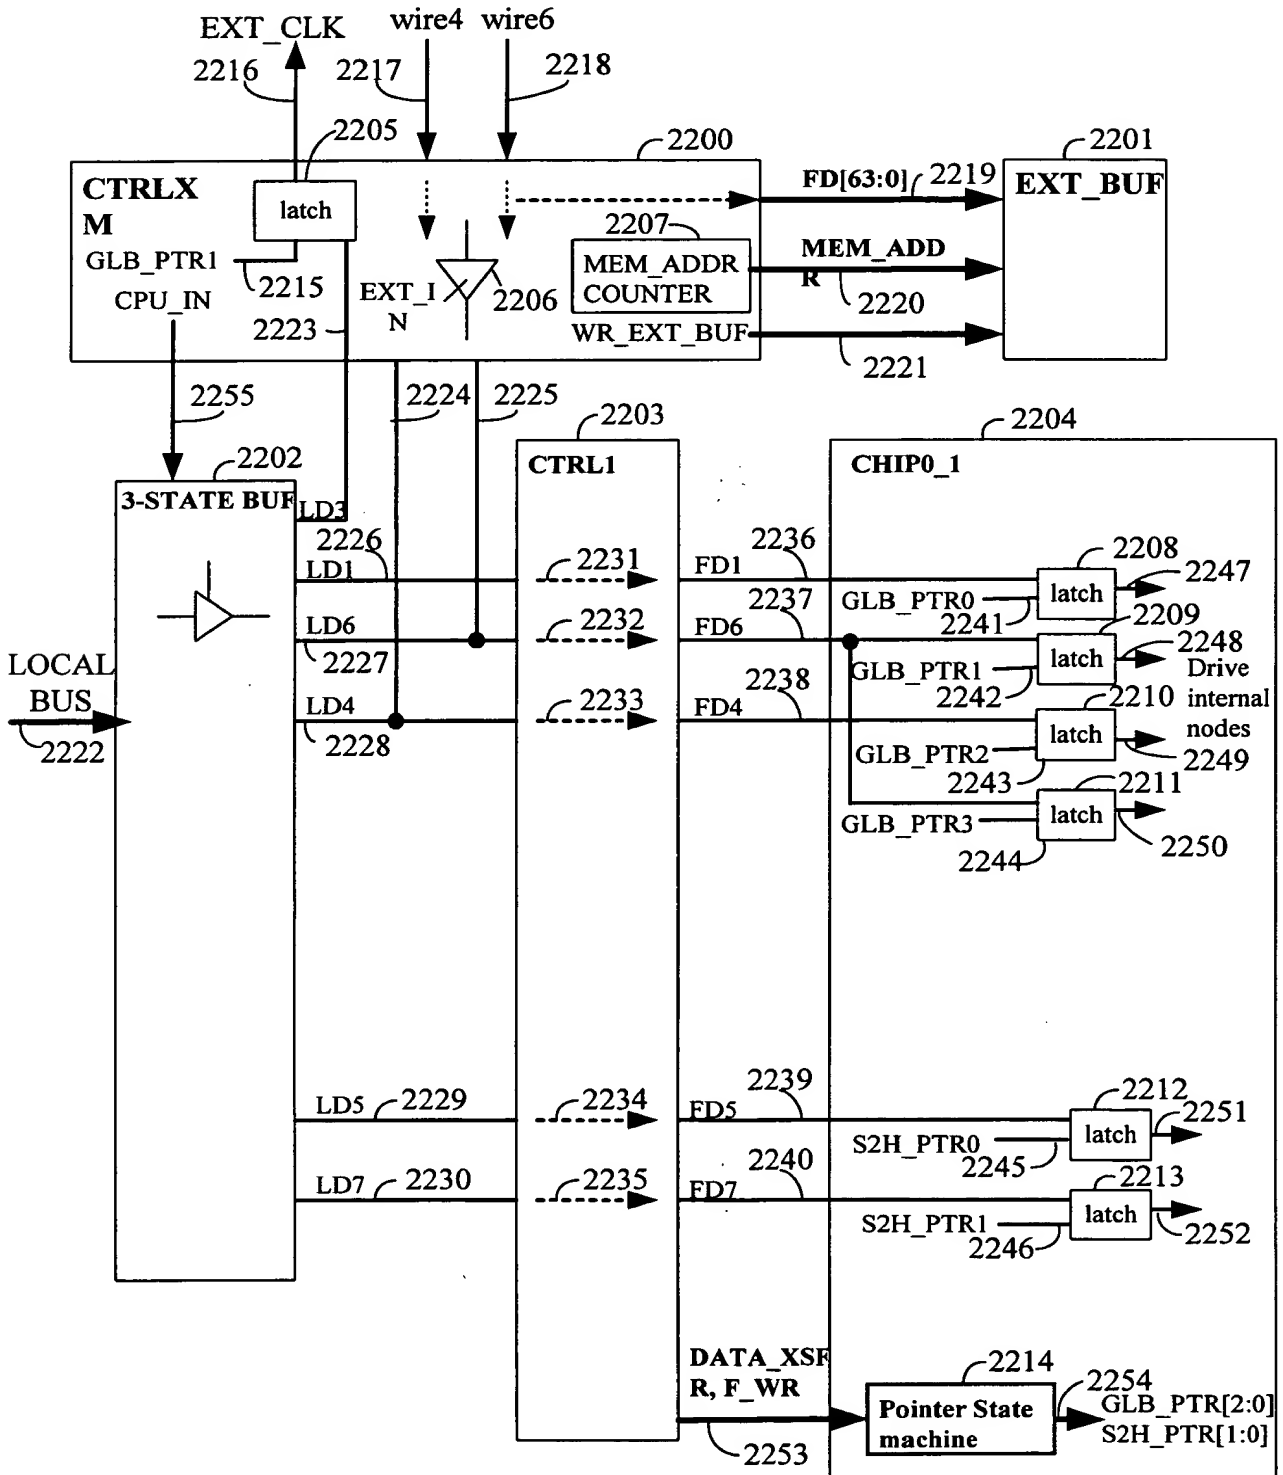 EXT_CLK
wire4 wire6
2216
2217
2218
2205
2200
2201
CTRLX
M
latch
FD[63:0]
2219
EXT_BUF
2207
GLB_PTR1
2215
MEM_ADDR
COUNTER
MEM_ADD
R
2220
CPU_IN
2223
EXT_I
N
2206
WR_EXT_BUF
2221
2255
2224
2225
2203
2204
2202
CTRL1
CHIP0_1
3-STATE BUF
LD3
2226
LD1
2231
FD1
2236
2208
latch
2247
GLB_PTR0
2241
2237
2209
LD6
2227
2232
FD6
latch
2248
GLB_PTR1
2242
Drive
internal
nodes
LOCAL
BUS
2222
LD4
2228
2233
FD4
2238
2210
latch
2249
GLB_PTR2
2243
2211
latch
2250
GLB_PTR3
2244
LD5
2229
2234
FD5
2239
2212
latch
2251
S2H_PTR0
2245
LD7
2230
2235
FD7
2240
2213
latch
2252
S2H_PTR1
2246
DATA_XSF
R, F_WR
2253
2214
Pointer State
machine
2254
GLB_PTR[2:0]
S2H_PTR[1:0]